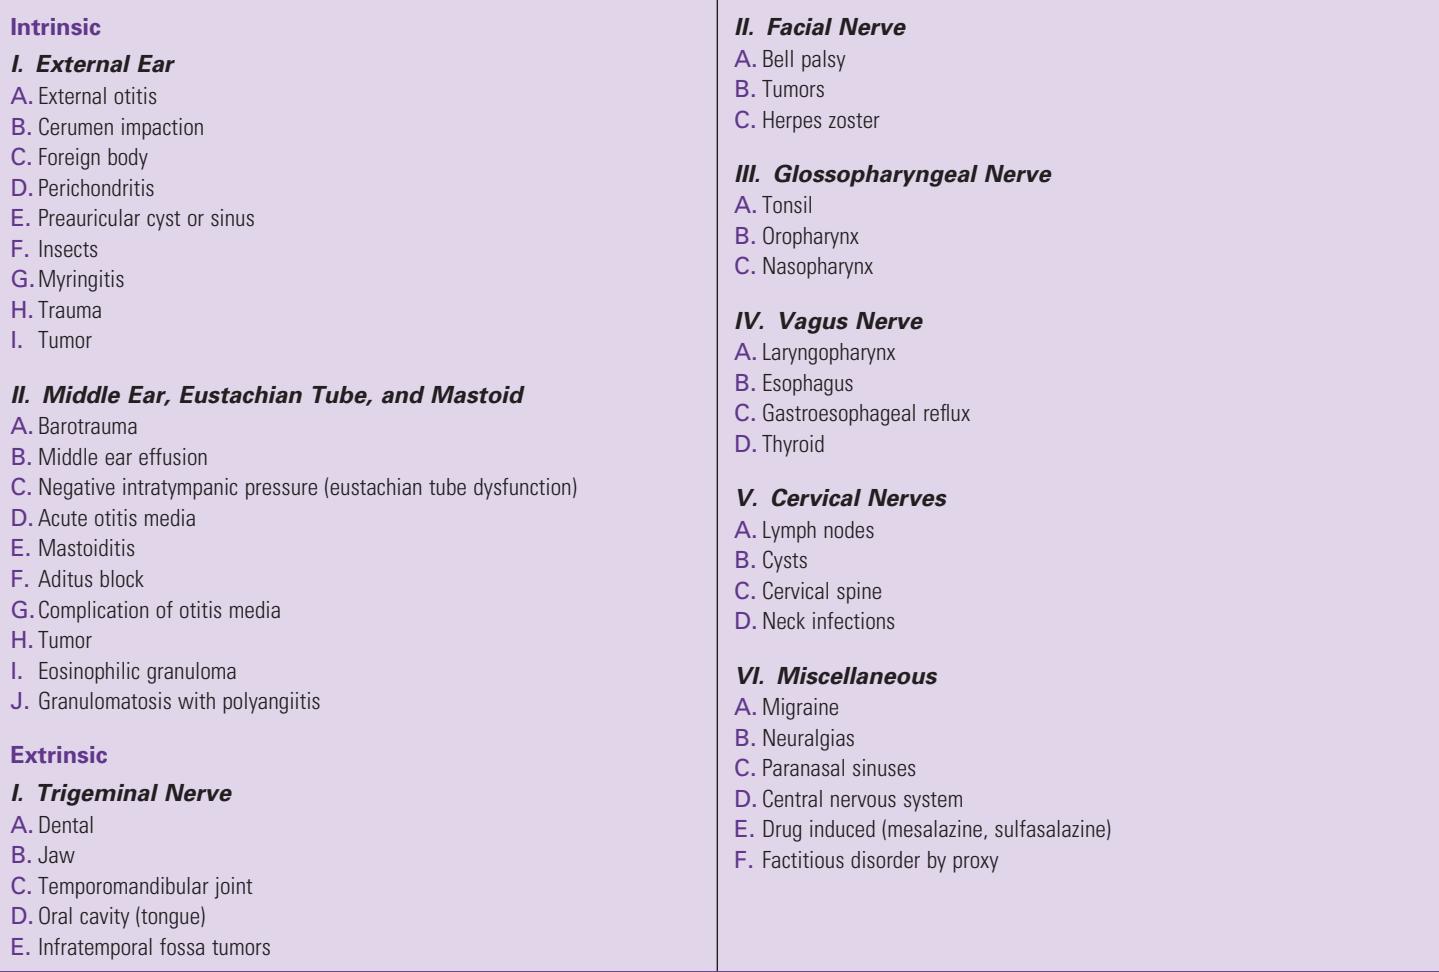 Intrinsic
I. External Ear
A. External otitis
B. Cerumen impaction
C. Foreign body
D. Perichondritis
E. Preauricular cyst or sinus
F. Insects
G. Myringitis
H. Trauma
I. Tumor
II. Middle Ear, Eustachian Tube, and Mastoid
A. Barotrauma
B. Middle ear effusion
C. Negative intratympanic pressure (eustachian tube dysfunction)
D. Acute otitis media
E. Mastoiditis
F. Aditus block
G. Complication of otitis media
H. Tumor
I. Eosinophilic granuloma
J. Granulomatosis with polyangiitis
Extrinsic
I. Trigeminal Nerve
A. Dental
B. Jaw
C. Temporomandibular joint
D. Oral cavity (tongue)
E. Infratemporal fossa tumors
II. Facial Nerve
A. Bell palsy
B. Tumors
C. Herpes zoster
III. Glossopharyngeal Nerve
A. Tonsil
B. Oropharynx
C. Nasopharynx
IV. Vagus Nerve
A. Laryngopharynx
B. Esophagus
C. Gastroesophageal reflux
D. Thyroid
V. Cervical Nerves
A. Lymph nodes
B. Cysts
C. Cervical spine
D. Neck infections
VI. Miscellaneous
A. Migraine
B. Neuralgias
C. Paranasal sinuses
D. Central nervous system
E. Drug induced (mesalazine, sulfasalazine)
F. Factitious disorder by proxy